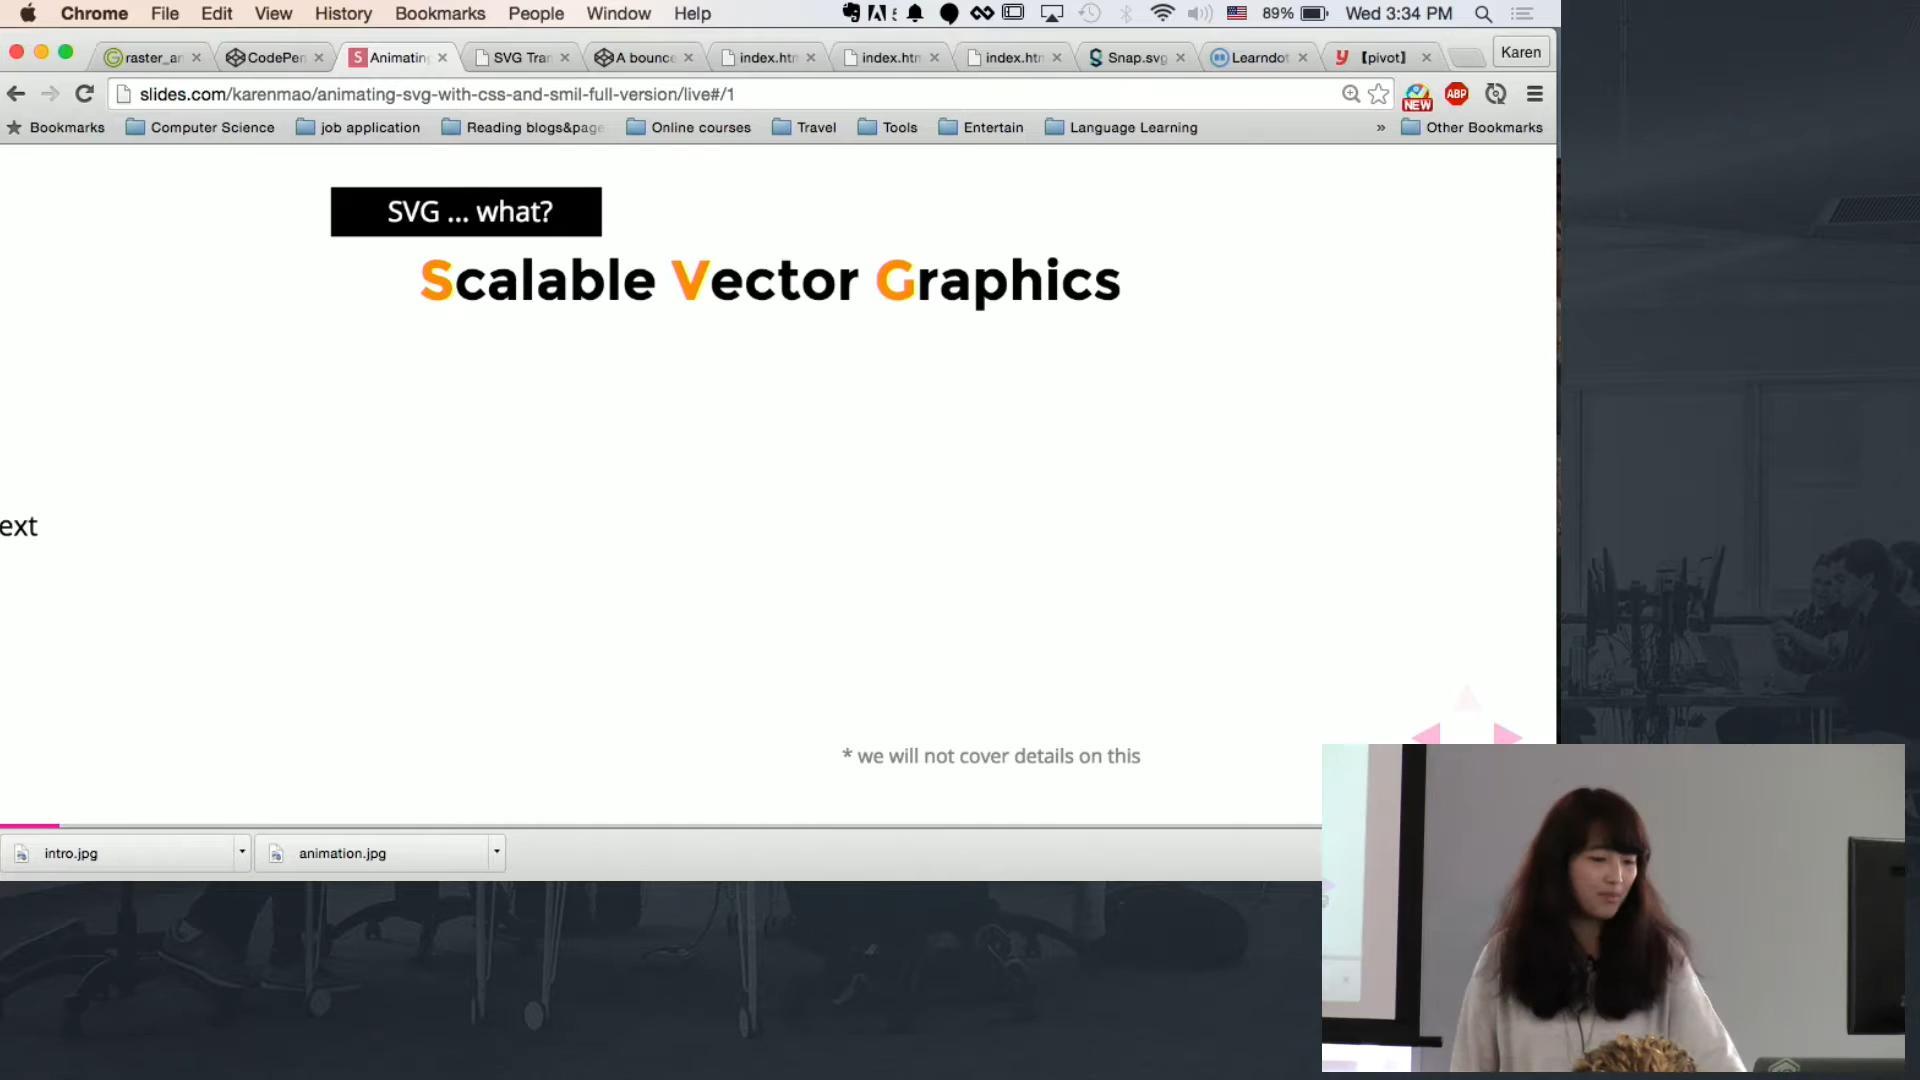 Chrome File Edit View History Bookmarks People Window Help 89% Wed 3:34 PM
raster_an CodePen Animating SVG Tran A bounce index.htm index.htm index.htm Snap.svg Learndot 【pivot】 Karen
slides.com/karenmao/animating-svg-with-css-and-smil-full-version/live#/1 NEW ABP
Bookmarks Computer Science job application Reading blogs&page Online courses Travel Tools Entertain Language Learning » Other Bookmarks
SVG ... what?
Scalable Vector Graphics
ext
* we will not cover details on this
intro.jpg animation.jpg